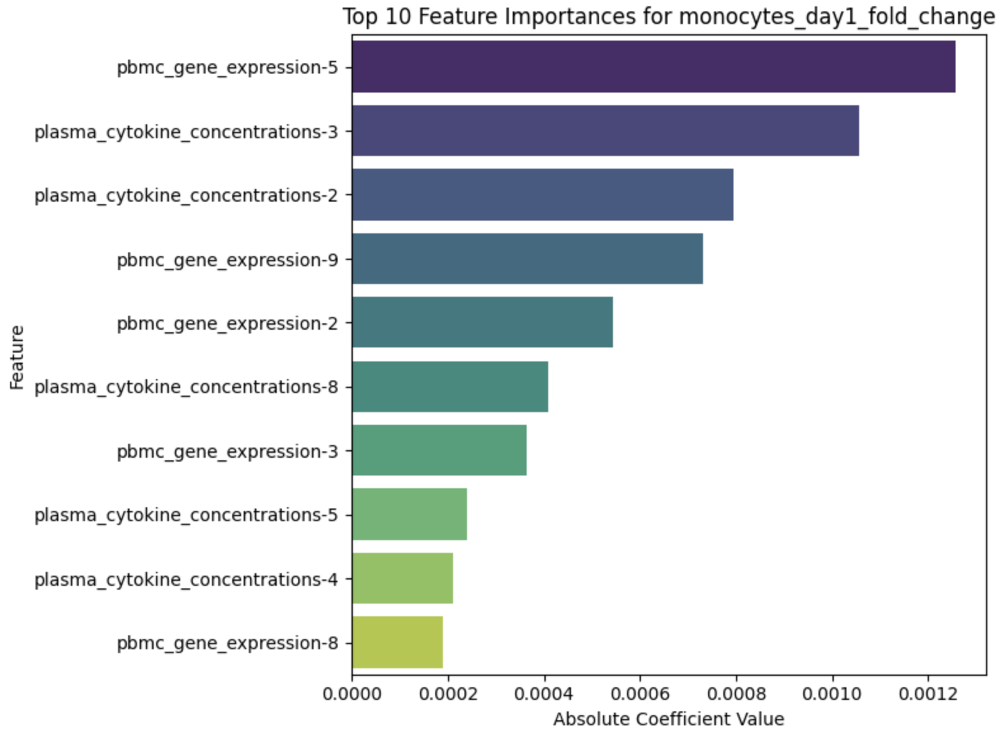 Top 10 Feature Importances for monocytes_day1_fold_change
pbmc_gene_expression-5
plasma_cytokine_concentrations-3
plasma_cytokine_concentrations-2
pbmc_gene_expression-9
pbmc_gene_expression-2
plasma_cytokine_concentrations-8
pbmc_gene_expression-3
plasma_cytokine_concentrations-5
plasma_cytokine_concentrations-4
pbmc_gene_expression-8
Feature
0.0000 0.0002 0.0004 0.0006 0.0008 0.0010 0.0012
Absolute Coefficient Value